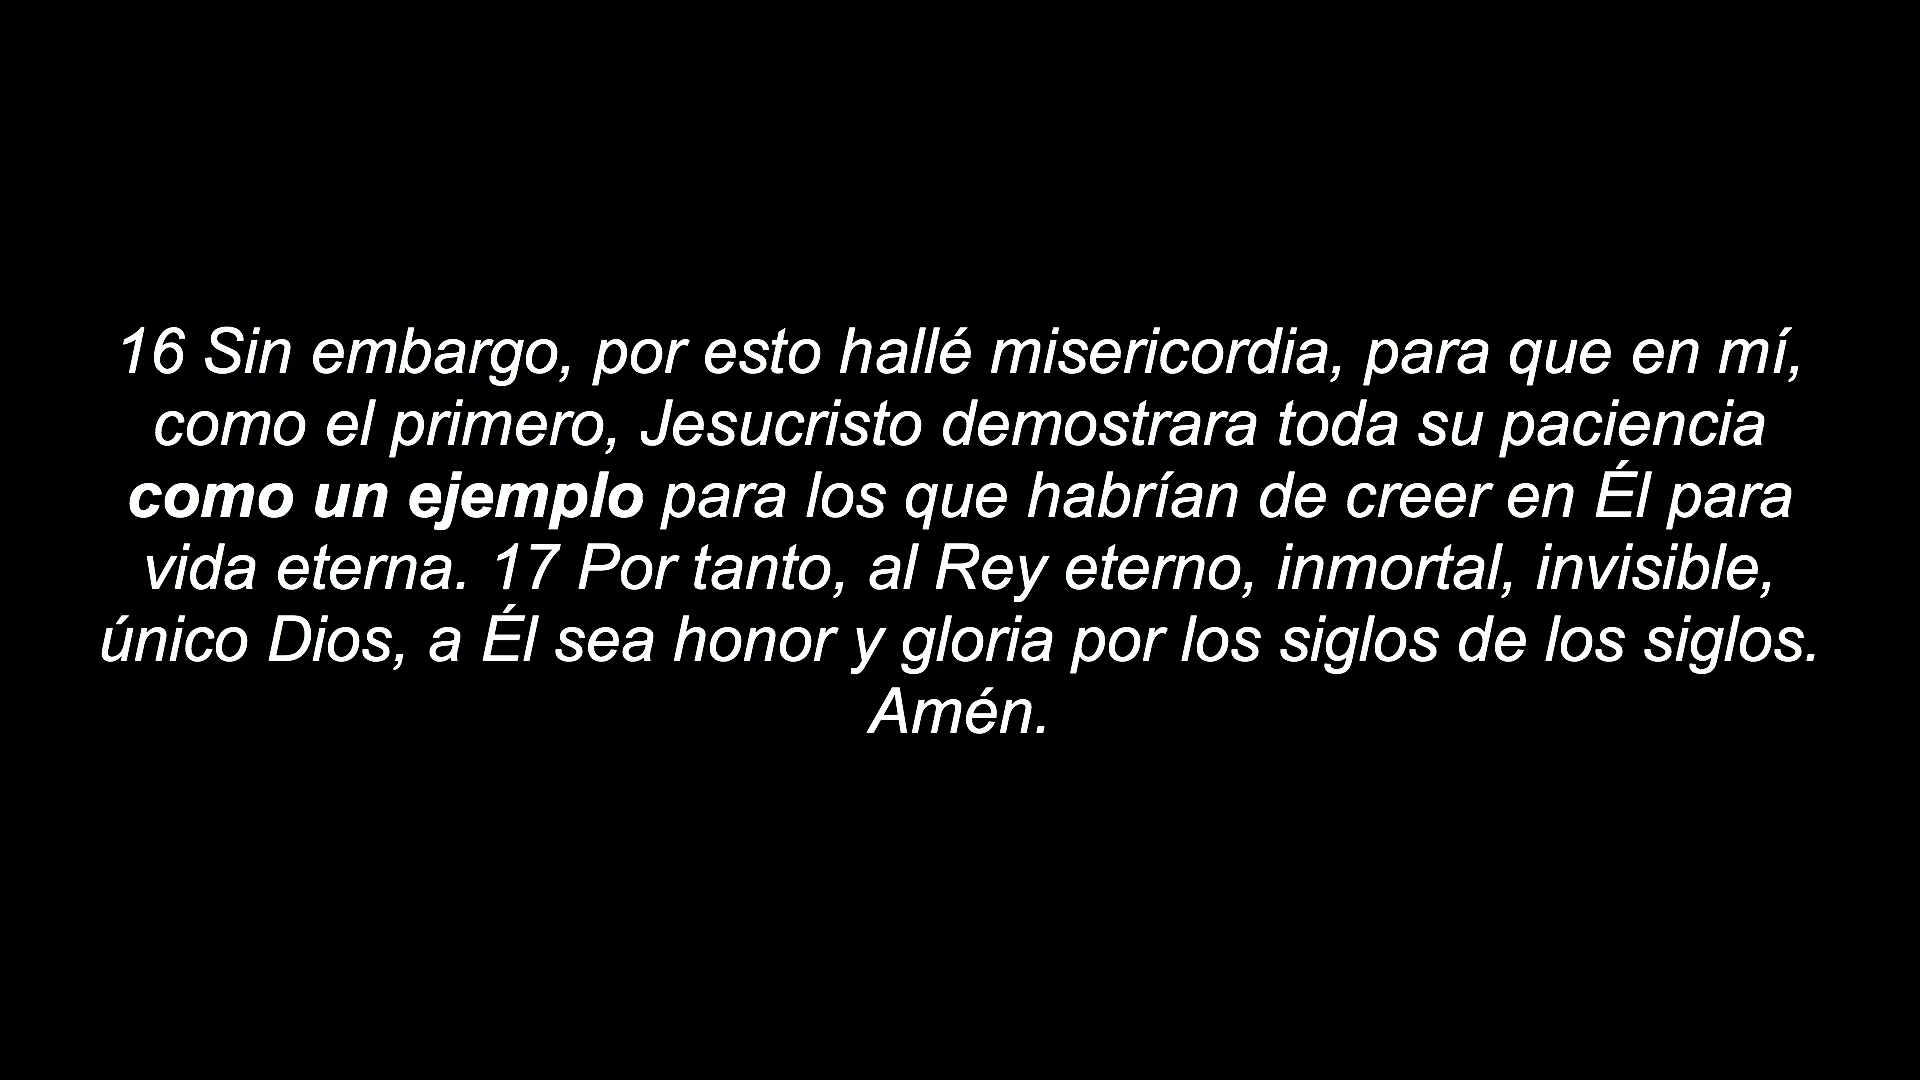 16 Sin embargo, por esto hallé misericordia, para que en mí,
como el primero, Jesucristo demostrara toda su paciencia
como un ejemplo para los que habrían de creer en Él para
vida eterna. 17 Por tanto, al Rey eterno, inmortal, invisible,
único Dios, a Él sea honor y gloria por los siglos de los siglos.
Amén.